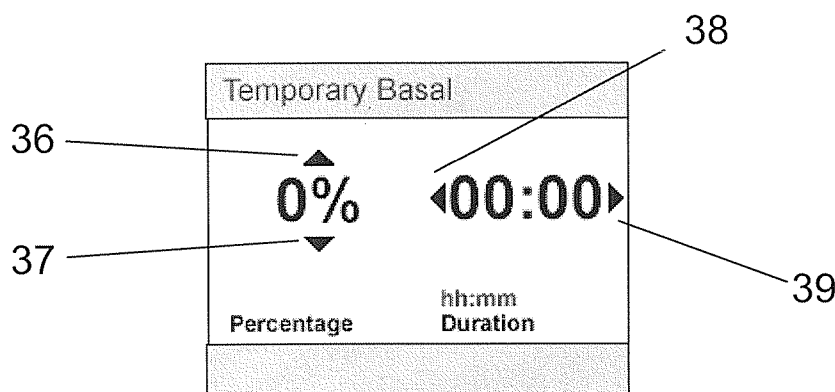 38
Temporary Basal
36
0% 00:00
37
39
hh:mm
Percentage Duration